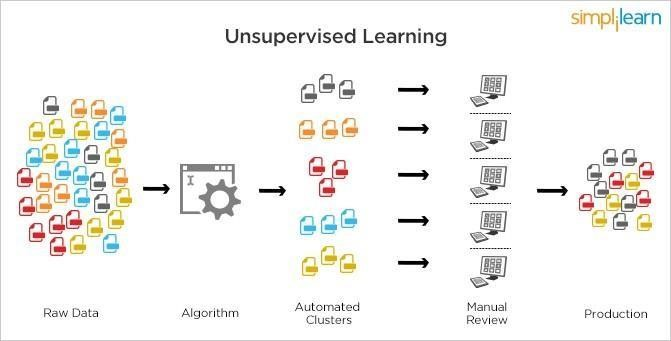 simplilearn
Unsupervised Learning
Raw Data
Algorithm
Automated
Clusters
Manual
Review
Production